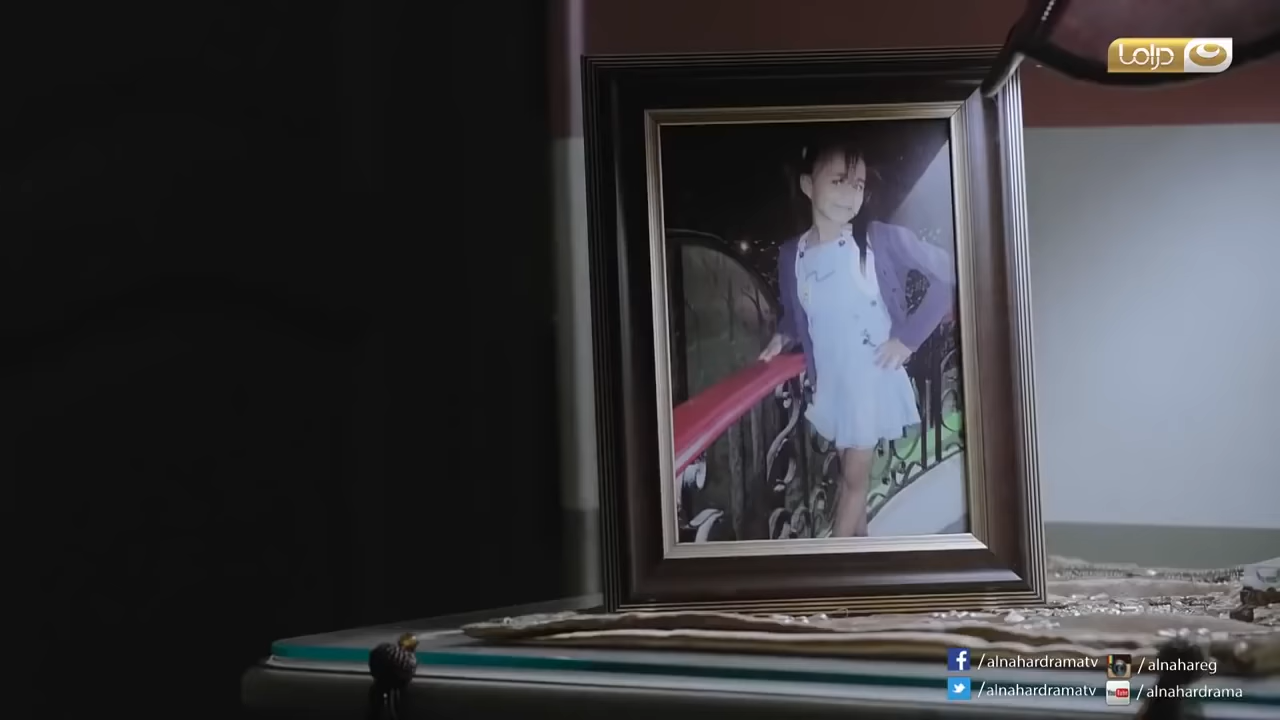 دراما
/alnahardramatv
/alnahareg
/alnahardramatv
/alnahardrama